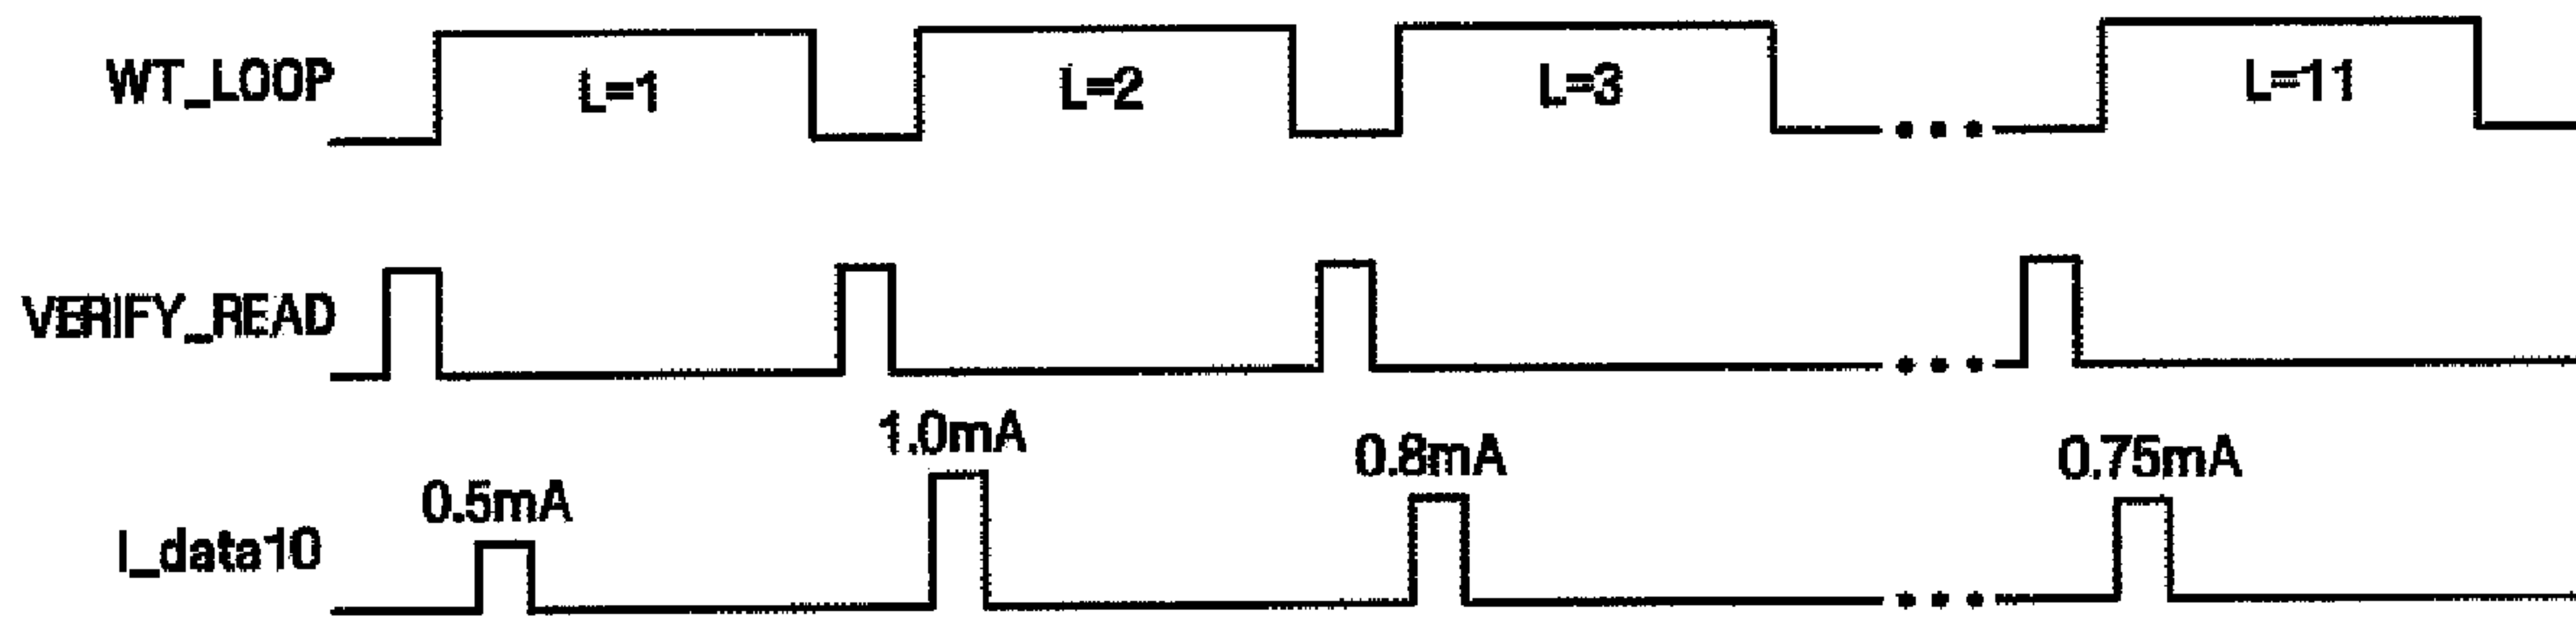 WT_LOOP L=1 L=2 L=3 L=11
VERIFY_READ
1.0mA 0.8mA 0.75mA
0.5mA
I_data10